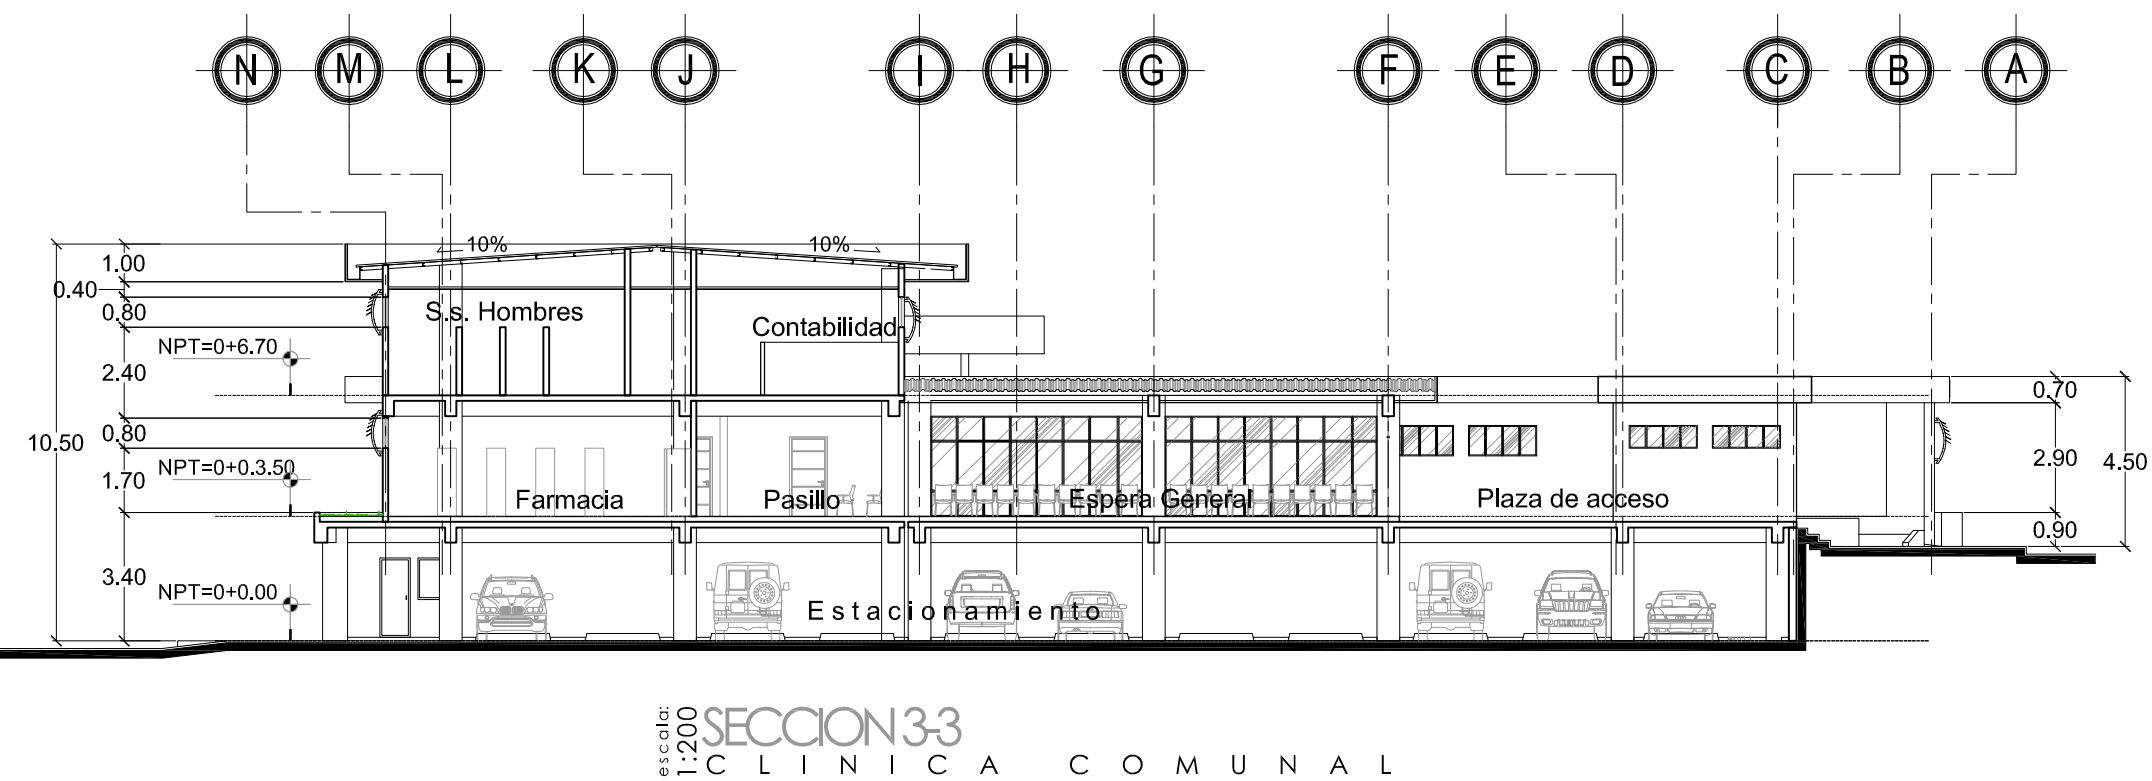 N M L K J I H G F E D C B A
10% 10%
1.00
0.40
0.80
S.s. Hombres
Contabilidad
NPT=0+6.70
2.40
0.70
10.50
0.80
NPT=0+0.3.50
1.70
2.90
4.50
Farmacia
Pasillo
Espera General
Plaza de acceso
0.90
3.40
NPT=0+0.00
Estacionamiento
escala:
1:200
SECCION 3-3
CLINICA COMUNAL